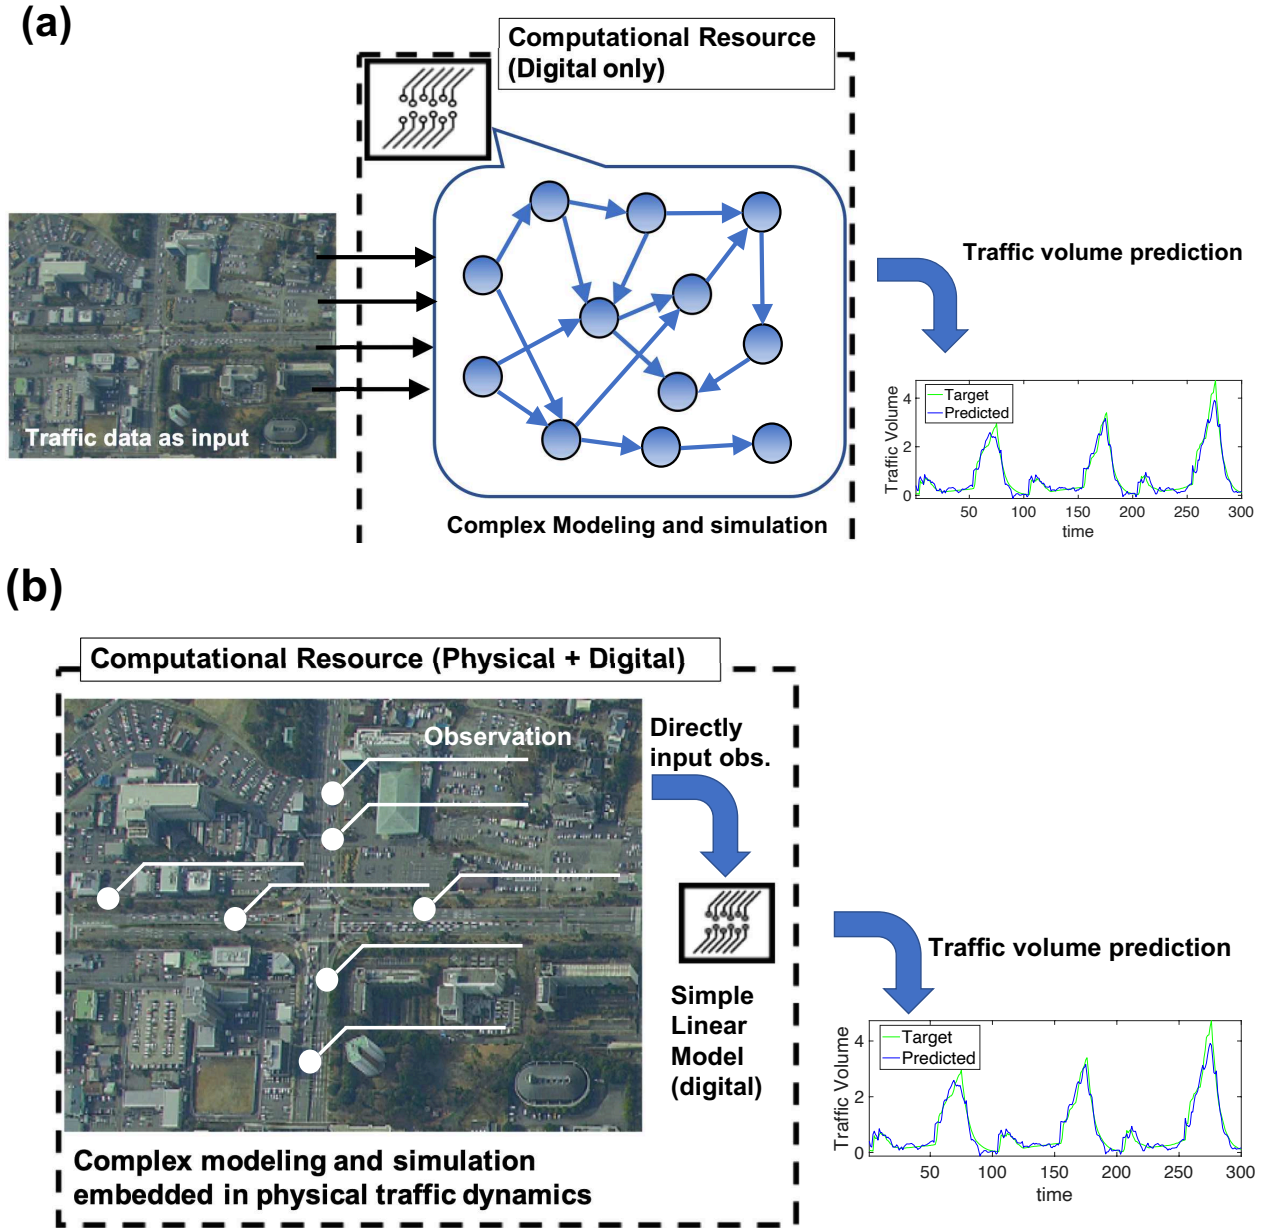 (a)
Computational Resource
(Digital only)
Traffic data as input
Complex Modeling and simulation
Traffic volume prediction
Target
Predicted
Traffic Volume
4
2
0
50
100
150
200
250
300
time
(b)
Computational Resource (Physical + Digital)
Observation
Directly
input obs.
Simple
Linear
Model
(digital)
Complex modeling and simulation
embedded in physical traffic dynamics
Traffic volume prediction
Target
Predicted
Traffic Volume
4
2
0
50
100
150
200
250
300
time